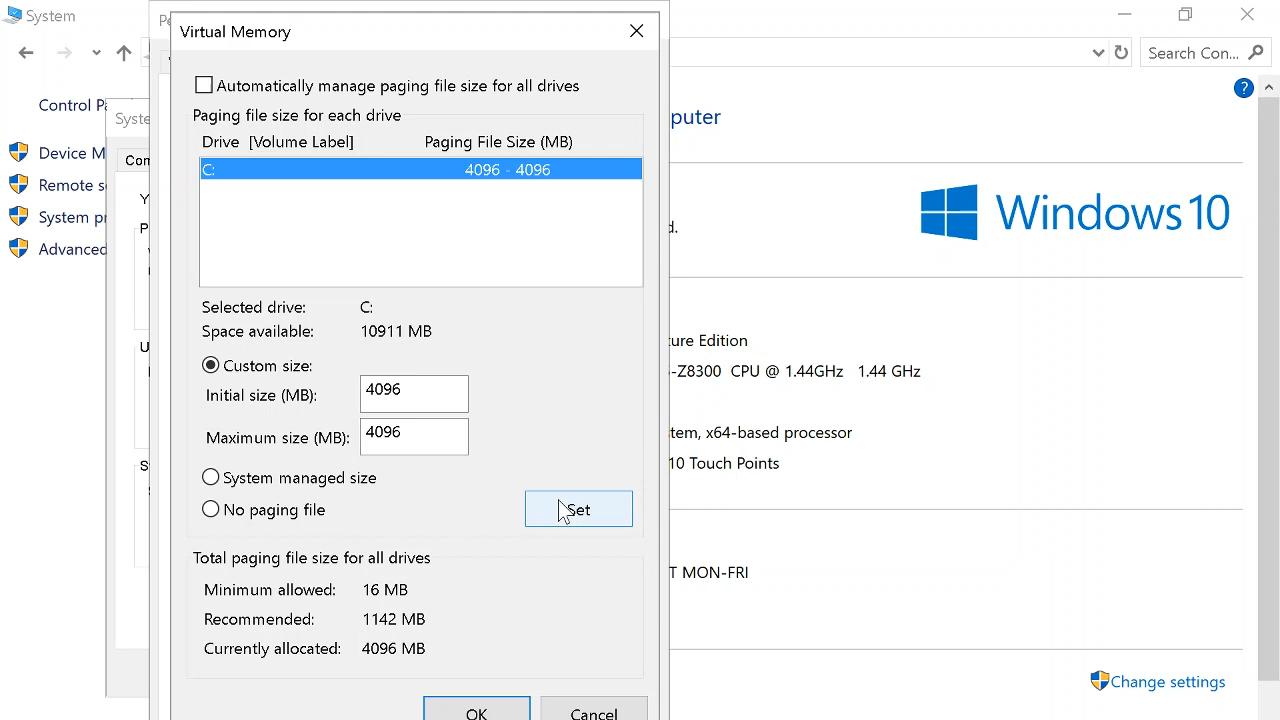 System
Pe
Virtual Memory
Search Con...
Automatically manage paging file size for all drives
Control Pa
Syste
puter
Paging file size for each drive
Drive [Volume Label] Paging File Size (MB)
Device M
Con
C: 4096 - 4096
Remote s
System pr
Windows 10
d.
Advanced
Selected drive: C:
Space available: 10911 MB
ture Edition
Custom size:
-Z8300 CPU @ 1.44GHz 1.44 GHz
Initial size (MB): 4096
Maximum size (MB): 4096
tem, x64-based processor
10 Touch Points
System managed size
No paging file
Set
Total paging file size for all drives
T MON-FRI
Minimum allowed: 16 MB
Recommended: 1142 MB
Currently allocated: 4096 MB
Change settings
OK Cancel